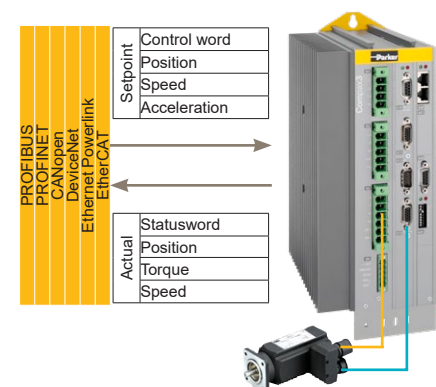 PROFIBUS
PROFINET
CANopen
DeviceNet
Ethernet Powerlink
EtherCAT
Setpoint
Control word
Position
Speed
Acceleration
Actual
Statusword
Position
Torque
Speed
Parker
Compax3